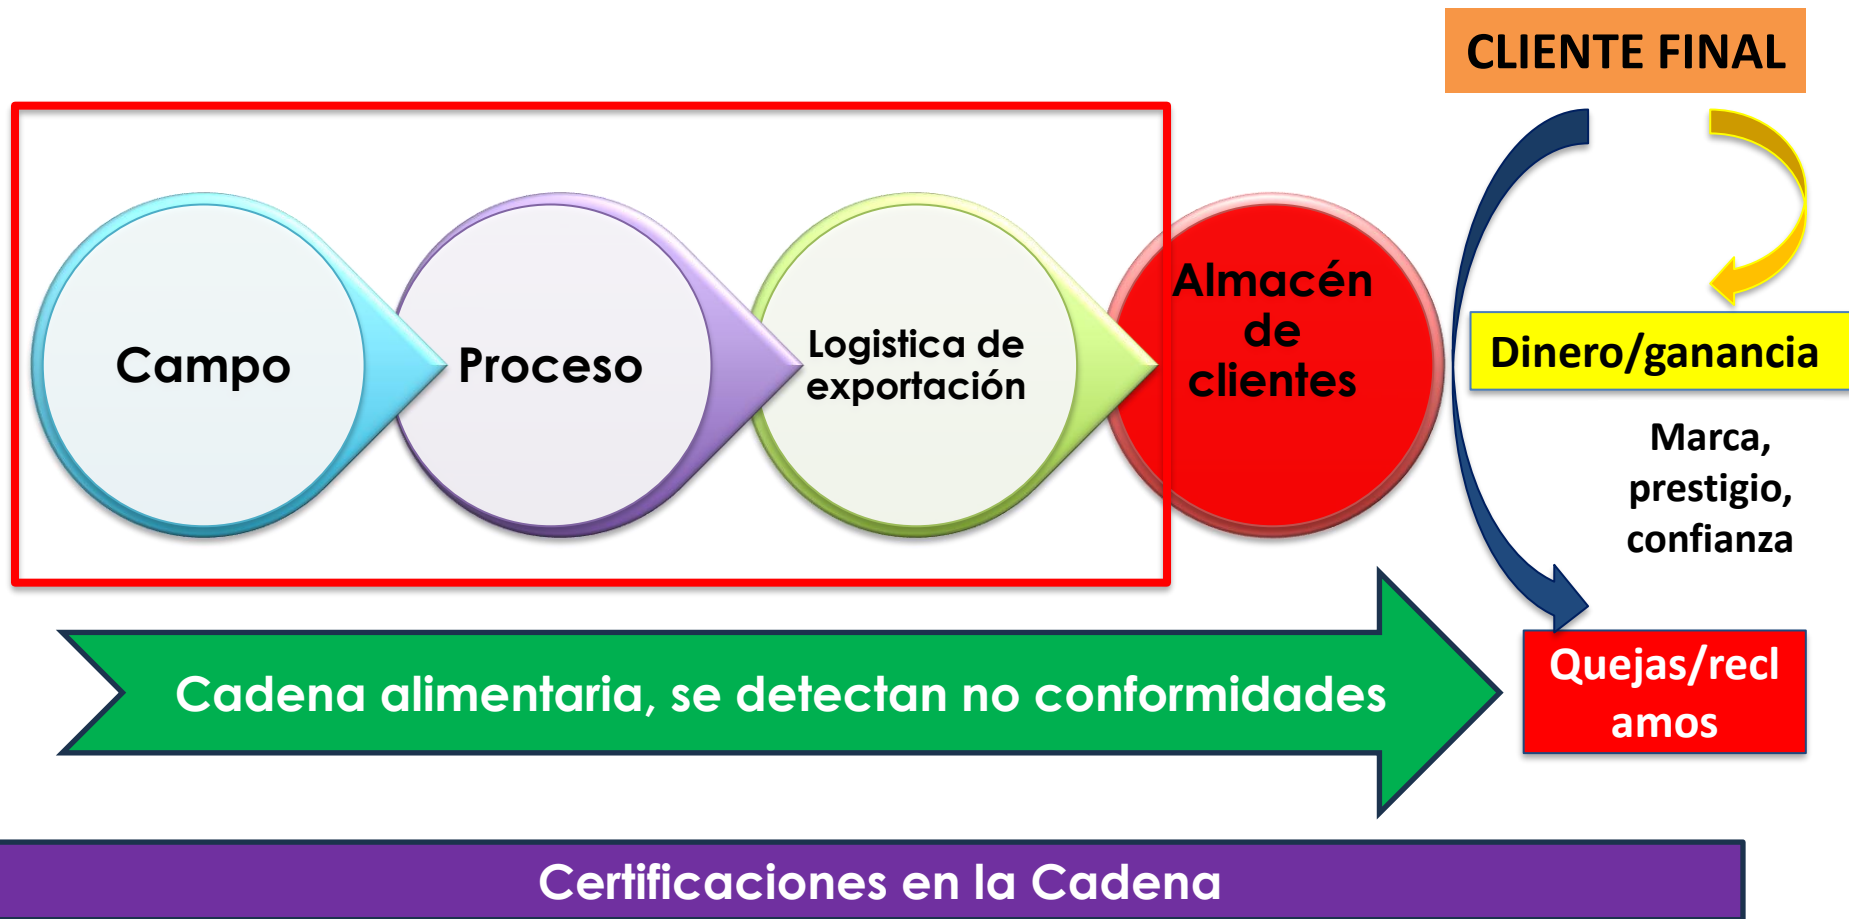 CLIENTE FINAL
Campo
Proceso
Logistica de
exportación
Almacén
de
clientes
Dinero/ganancia
Marca,
prestigio,
confianza
Quejas/recl
amos
Cadena alimentaria, se detectan no conformidades
Certificaciones en la Cadena